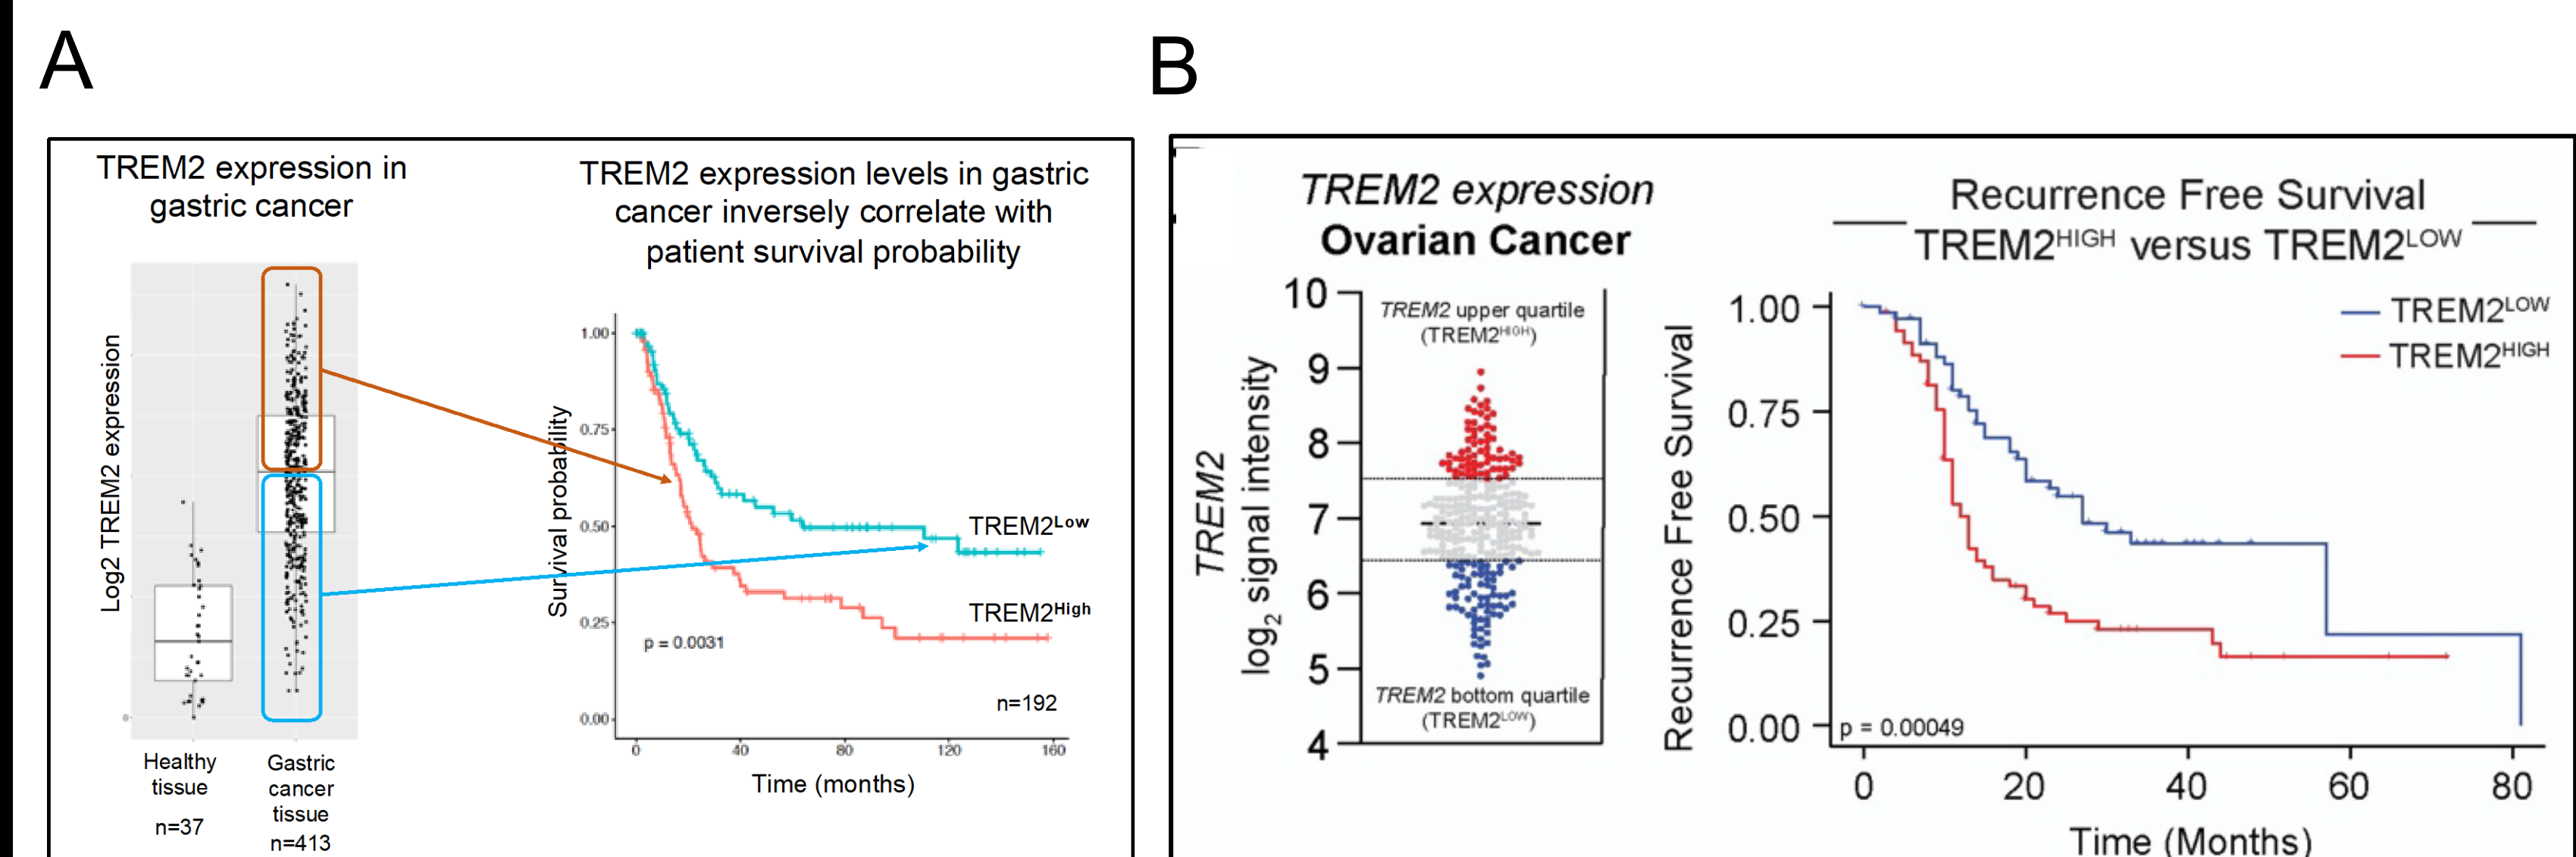 A
TREM2 expression in
gastric cancer
Log2 TREM2 expression
0
Healthy
tissue
n=37
Gastric
cancer
tissue
n=413
TREM2 expression levels in gastric
cancer inversely correlate with
patient survival probability
Survival probability
1.00
0.75
0.50
0.25
0.00
TREM2Low
TREM2High
p = 0.0031
n=192
0 40 80 120 160
Time (months)
B
TREM2 expression
Ovarian Cancer
TREM2
log2 signal intensity
10
9
8
7
6
5
4
TREM2 upper quartile
(TREM2HIGH)
TREM2 bottom quartile
(TREM2LOW)
Recurrence Free Survival
TREM2HIGH versus TREM2LOW
Recurrence Free Survival
1.00
0.75
0.50
0.25
0.00
TREM2LOW
TREM2HIGH
p = 0.00049
0 20 40 60 80
Time (Months)